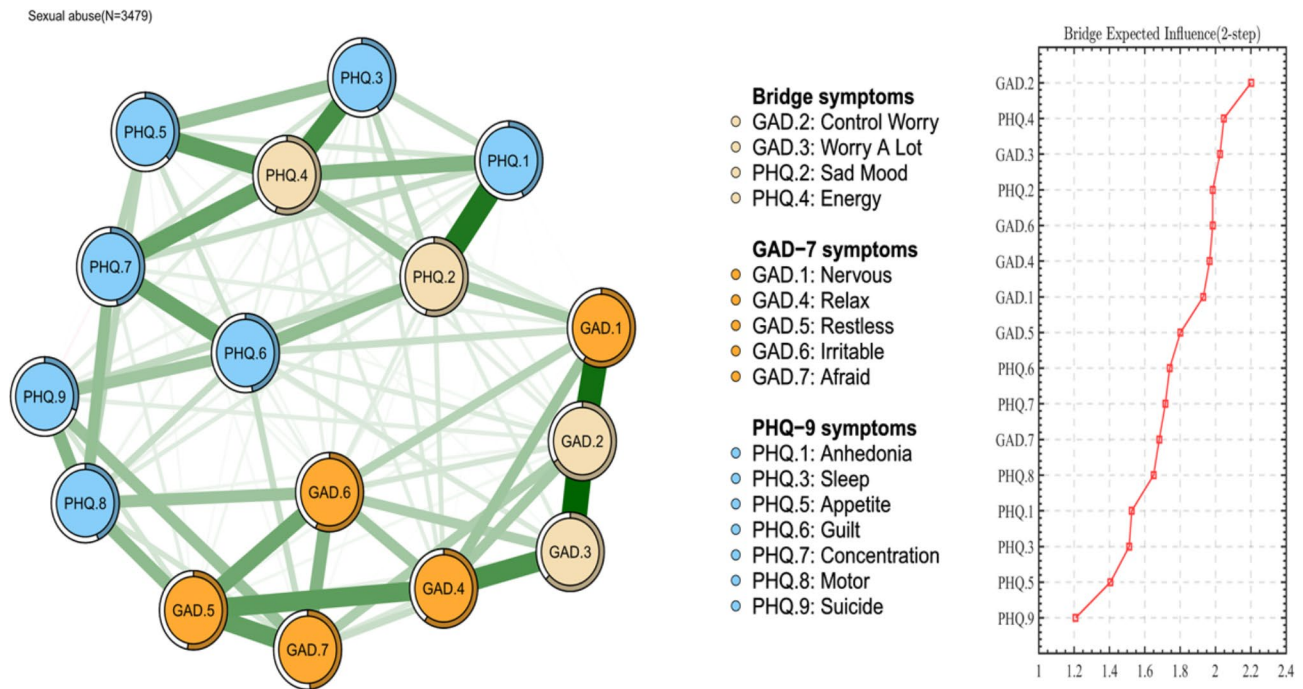 Sexual abuse(N=3479)
PHQ.3
PHQ.5
PHQ.1
PHQ.4
PHQ.7
PHQ.2
GAD.1
PHQ.6
PHQ.9
GAD.2
GAD.6
PHQ.8
GAD.3
GAD.4
GAD.5
GAD.7
Bridge symptoms
GAD.2: Control Worry
GAD.3: Worry A Lot
PHQ.2: Sad Mood
PHQ.4: Energy
GAD−7 symptoms
GAD.1: Nervous
GAD.4: Relax
GAD.5: Restless
GAD.6: Irritable
GAD.7: Afraid
PHQ−9 symptoms
PHQ.1: Anhedonia
PHQ.3: Sleep
PHQ.5: Appetite
PHQ.6: Guilt
PHQ.7: Concentration
PHQ.8: Motor
PHQ.9: Suicide
Bridge Expected Influence(2-step)
GAD.2
PHQ.4
GAD.3
PHQ.2
GAD.6
GAD.4
GAD.1
GAD.5
PHQ.6
PHQ.7
GAD.7
PHQ.8
PHQ.1
PHQ.3
PHQ.5
PHQ.9
1 1.2 1.4 1.6 1.8 2 2.2 2.4